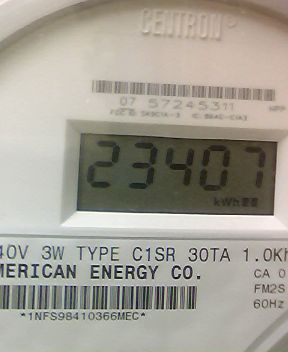 CENTRON
07 57245311
23407
kWh
40V 3W TYPE C1SR 30TA 1.0Kh
MERICAN ENERGY CO.
CA 0
FM2S
60Hz
*1NFS98410366MEC*